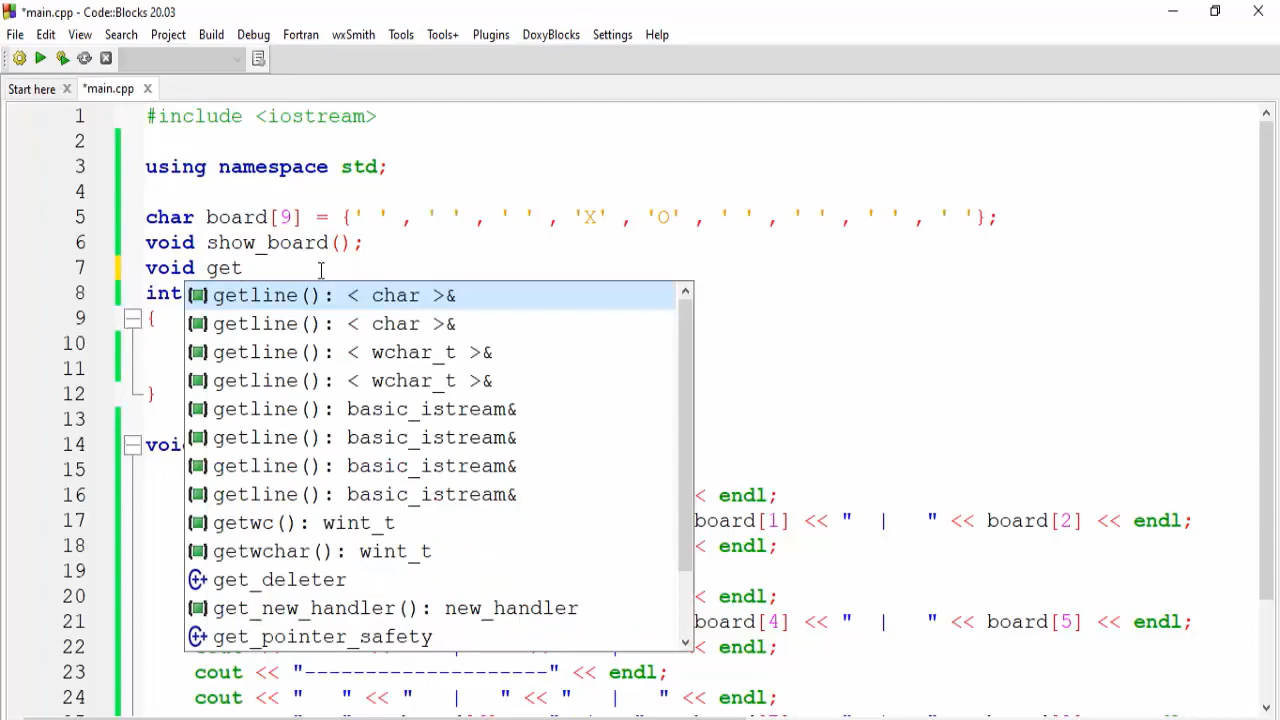 *main.cpp - Code::Blocks 20.03
File Edit View Search Project Build Debug Fortran wxSmith Tools Tools+ Plugins DoxyBlocks Settings Help
Start here *main.cpp
1 #include <iostream>
2
3 using namespace std;
4
5 char board[9] = {' ' , ' ' , ' ' , 'X' , 'O' , ' ' , ' ' , ' ' , ' '};
6 void show_board();
7 void get
8 int
9 {
getline(): < char >&
10
getline(): < char >&
11
getline(): < wchar_t >&
12 }
getline(): < wchar_t >&
13
getline(): basic_istream&
14 voi
getline(): basic_istream&
15
getline(): basic_istream&
16 < endl;
getline(): basic_istream&
17 board[1] << " | " << board[2] << endl;
getwc(): wint_t
18 < endl;
getwchar(): wint_t
19
get_deleter
20 < endl;
get_new_handler(): new_handler
21 board[4] << " | " << board[5] << endl;
get_pointer_safety
22 < endl;
23 cout << "--------------------" << endl;
24 cout << " " << " | " << " | " << endl;